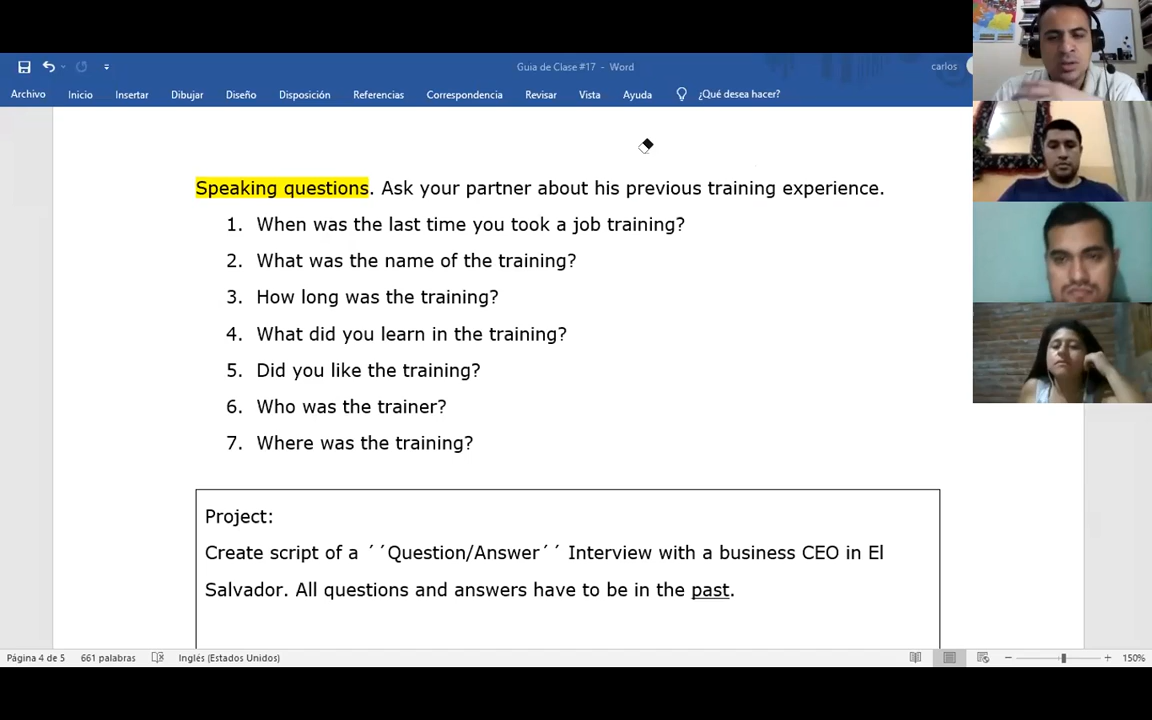 Guia de Clase #17 - Word
carlos
Archivo Inicio Insertar Dibujar Diseño Disposición Referencias Correspondencia Revisar Vista Ayuda ¿Qué desea hacer?
Speaking questions. Ask your partner about his previous training experience.
1. When was the last time you took a job training?
2. What was the name of the training?
3. How long was the training?
4. What did you learn in the training?
5. Did you like the training?
6. Who was the trainer?
7. Where was the training?
Project:
Create script of a ´´Question/Answer´´ Interview with a business CEO in El
Salvador. All questions and answers have to be in the past.
Página 4 de 5 661 palabras Inglés (Estados Unidos) 150%